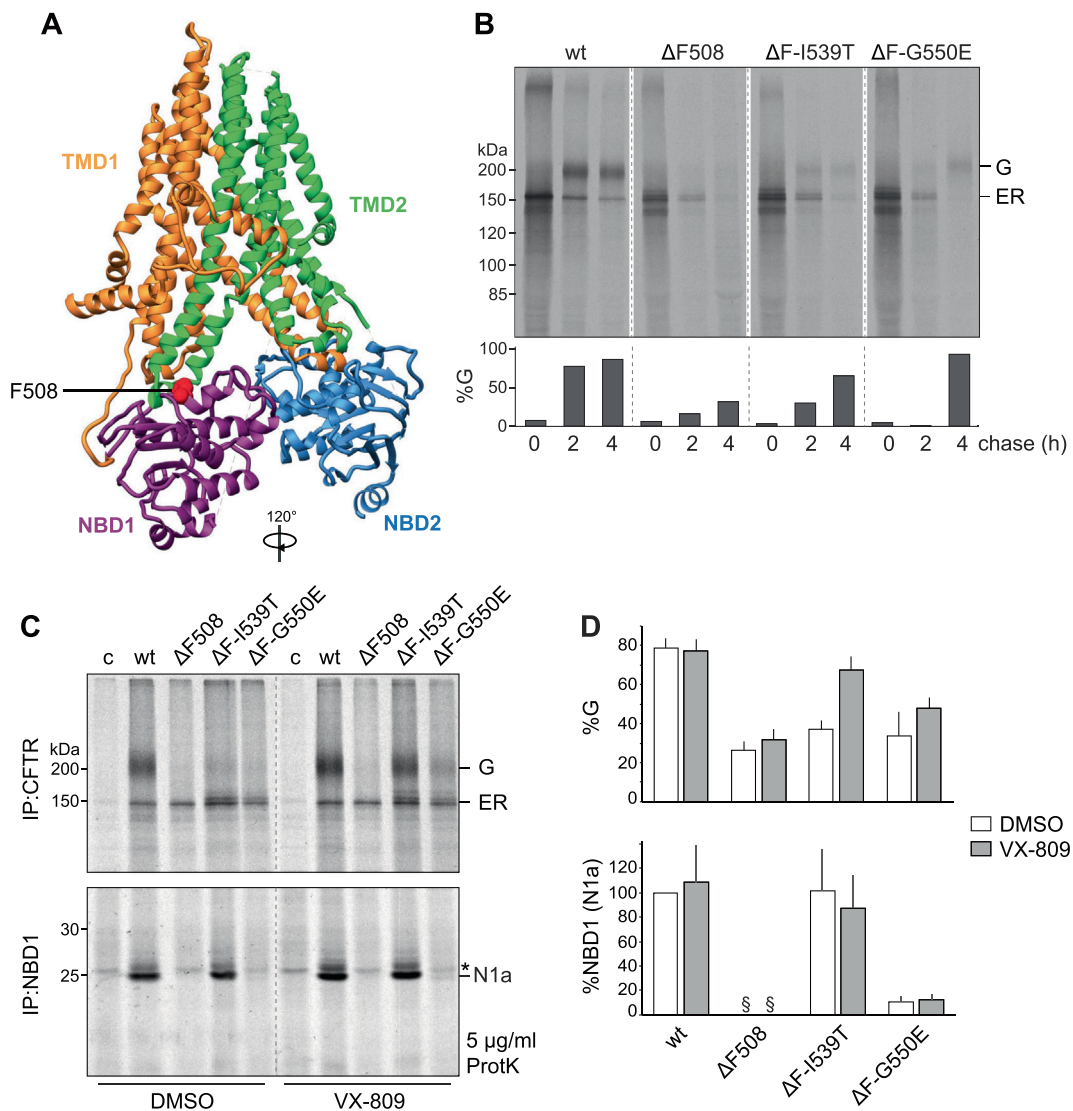 A
TMD1
TMD2
F508
NBD1
NBD2
120°
B
wt ΔF508 ΔF-I539T ΔF-G550E
kDa
200
150
120
100
85
G
ER
%G
100
50
0
0 2 4 0 2 4 0 2 4 0 2 4 chase (h)
C
c wt ΔF508 ΔF-I539T ΔF-G550E c wt ΔF508 ΔF-I539T ΔF-G550E
IP:CFTR
kDa
200
150
G
ER
IP:NBD1
30
25
*
N1a
5 µg/ml
ProtK
DMSO VX-809
D
%G
80
60
40
20
0
DMSO
VX-809
%NBD1 (N1a)
120
100
80
60
40
20
0
§ §
wt ΔF508 ΔF-I539T ΔF-G550E